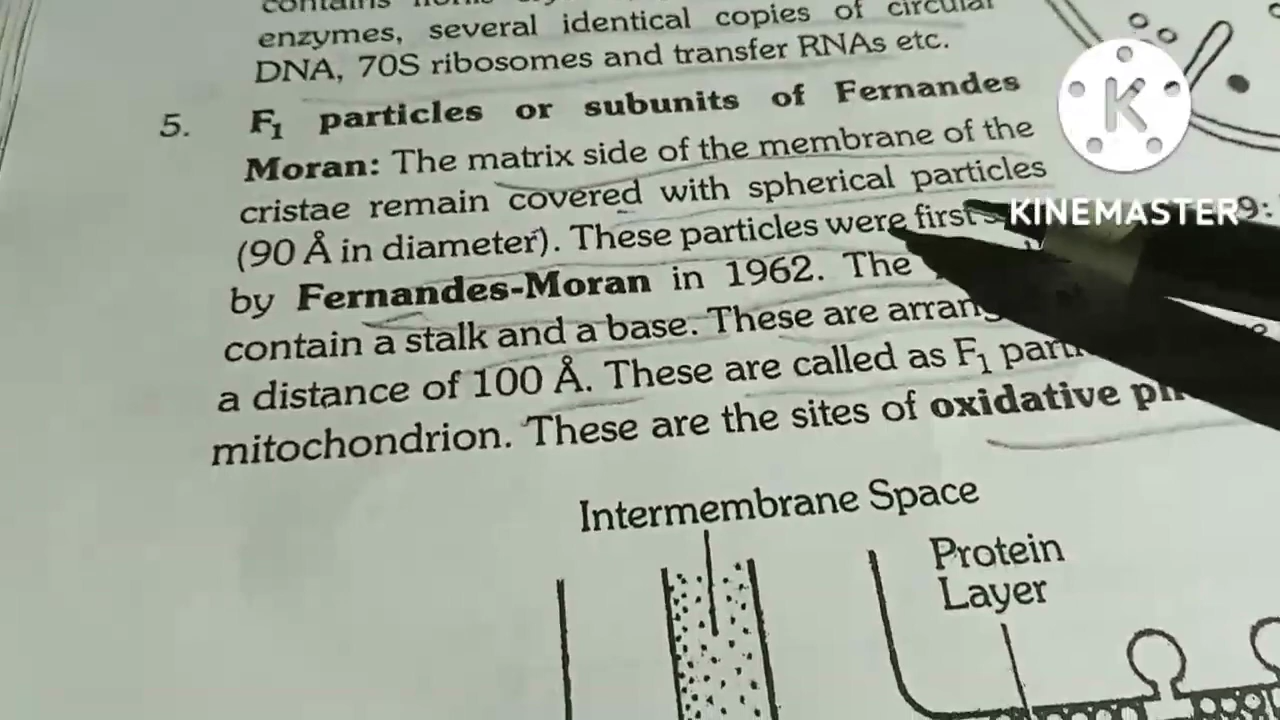 contains
enzymes, several identical copies of circular
DNA, 70S ribosomes and transfer RNAs etc.
5. F₁ particles or subunits of Fernandes
Moran: The matrix side of the membrane of the
cristae remain covered with spherical particles
(90 Å in diameter). These particles were first
by Fernandes-Moran in 1962. The
contain a stalk and a base. These are
a distance of 100 Å. These are called as F₁
mitochondrion. These are the sites of oxidative
Intermembrane Space
Protein
Layer
K
KINEMASTER
9: